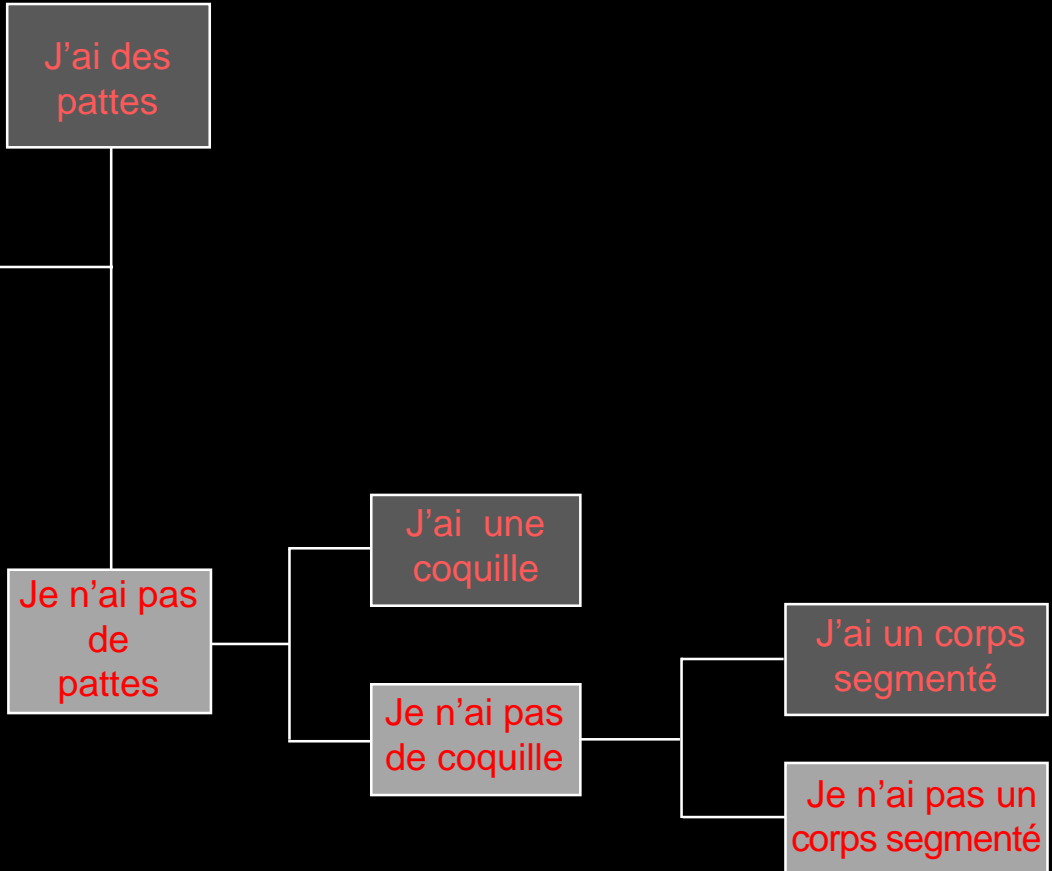 J’ai des
pattes
J’ai une
coquille
Je n’ai pas
de
pattes
J’ai un corps
segmenté
Je n’ai pas
de coquille
Je n’ai pas un
corps segmenté